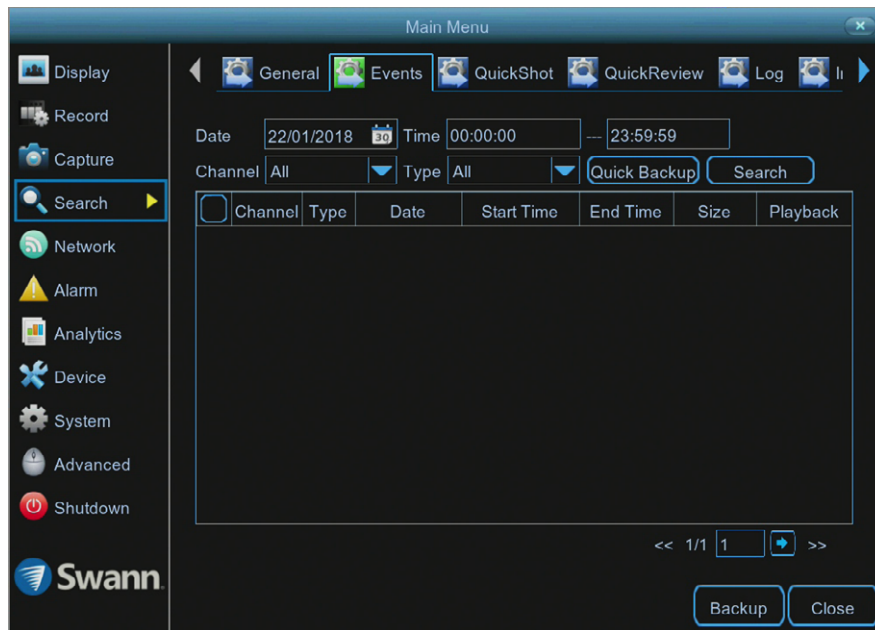 Main Menu
Display
Record
Capture
Search
Network
Alarm
Analytics
Device
System
Advanced
Shutdown
Swann
General Events QuickShot QuickReview Log
Date 22/01/2018 30 Time 00:00:00 --- 23:59:59
Channel All Type All Quick Backup Search
Channel Type Date Start Time End Time Size Playback
<< 1/1 1 >>
Backup Close